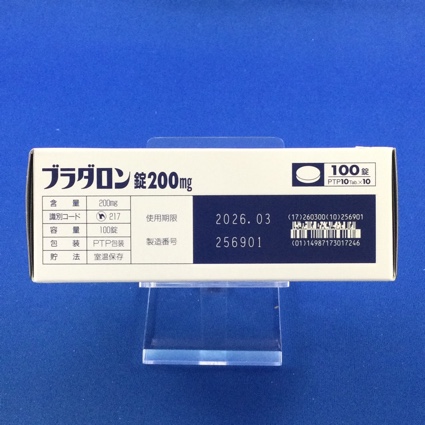 ブラダロン錠200mg
100錠
PTP10Tab.×10
含量 200mg
識別コード 217
容量 100錠
包装 PTP包装
貯法 室温保存
使用期限 2026.03
製造番号 256901
(17)260300(10)256901
(01)14987173017246